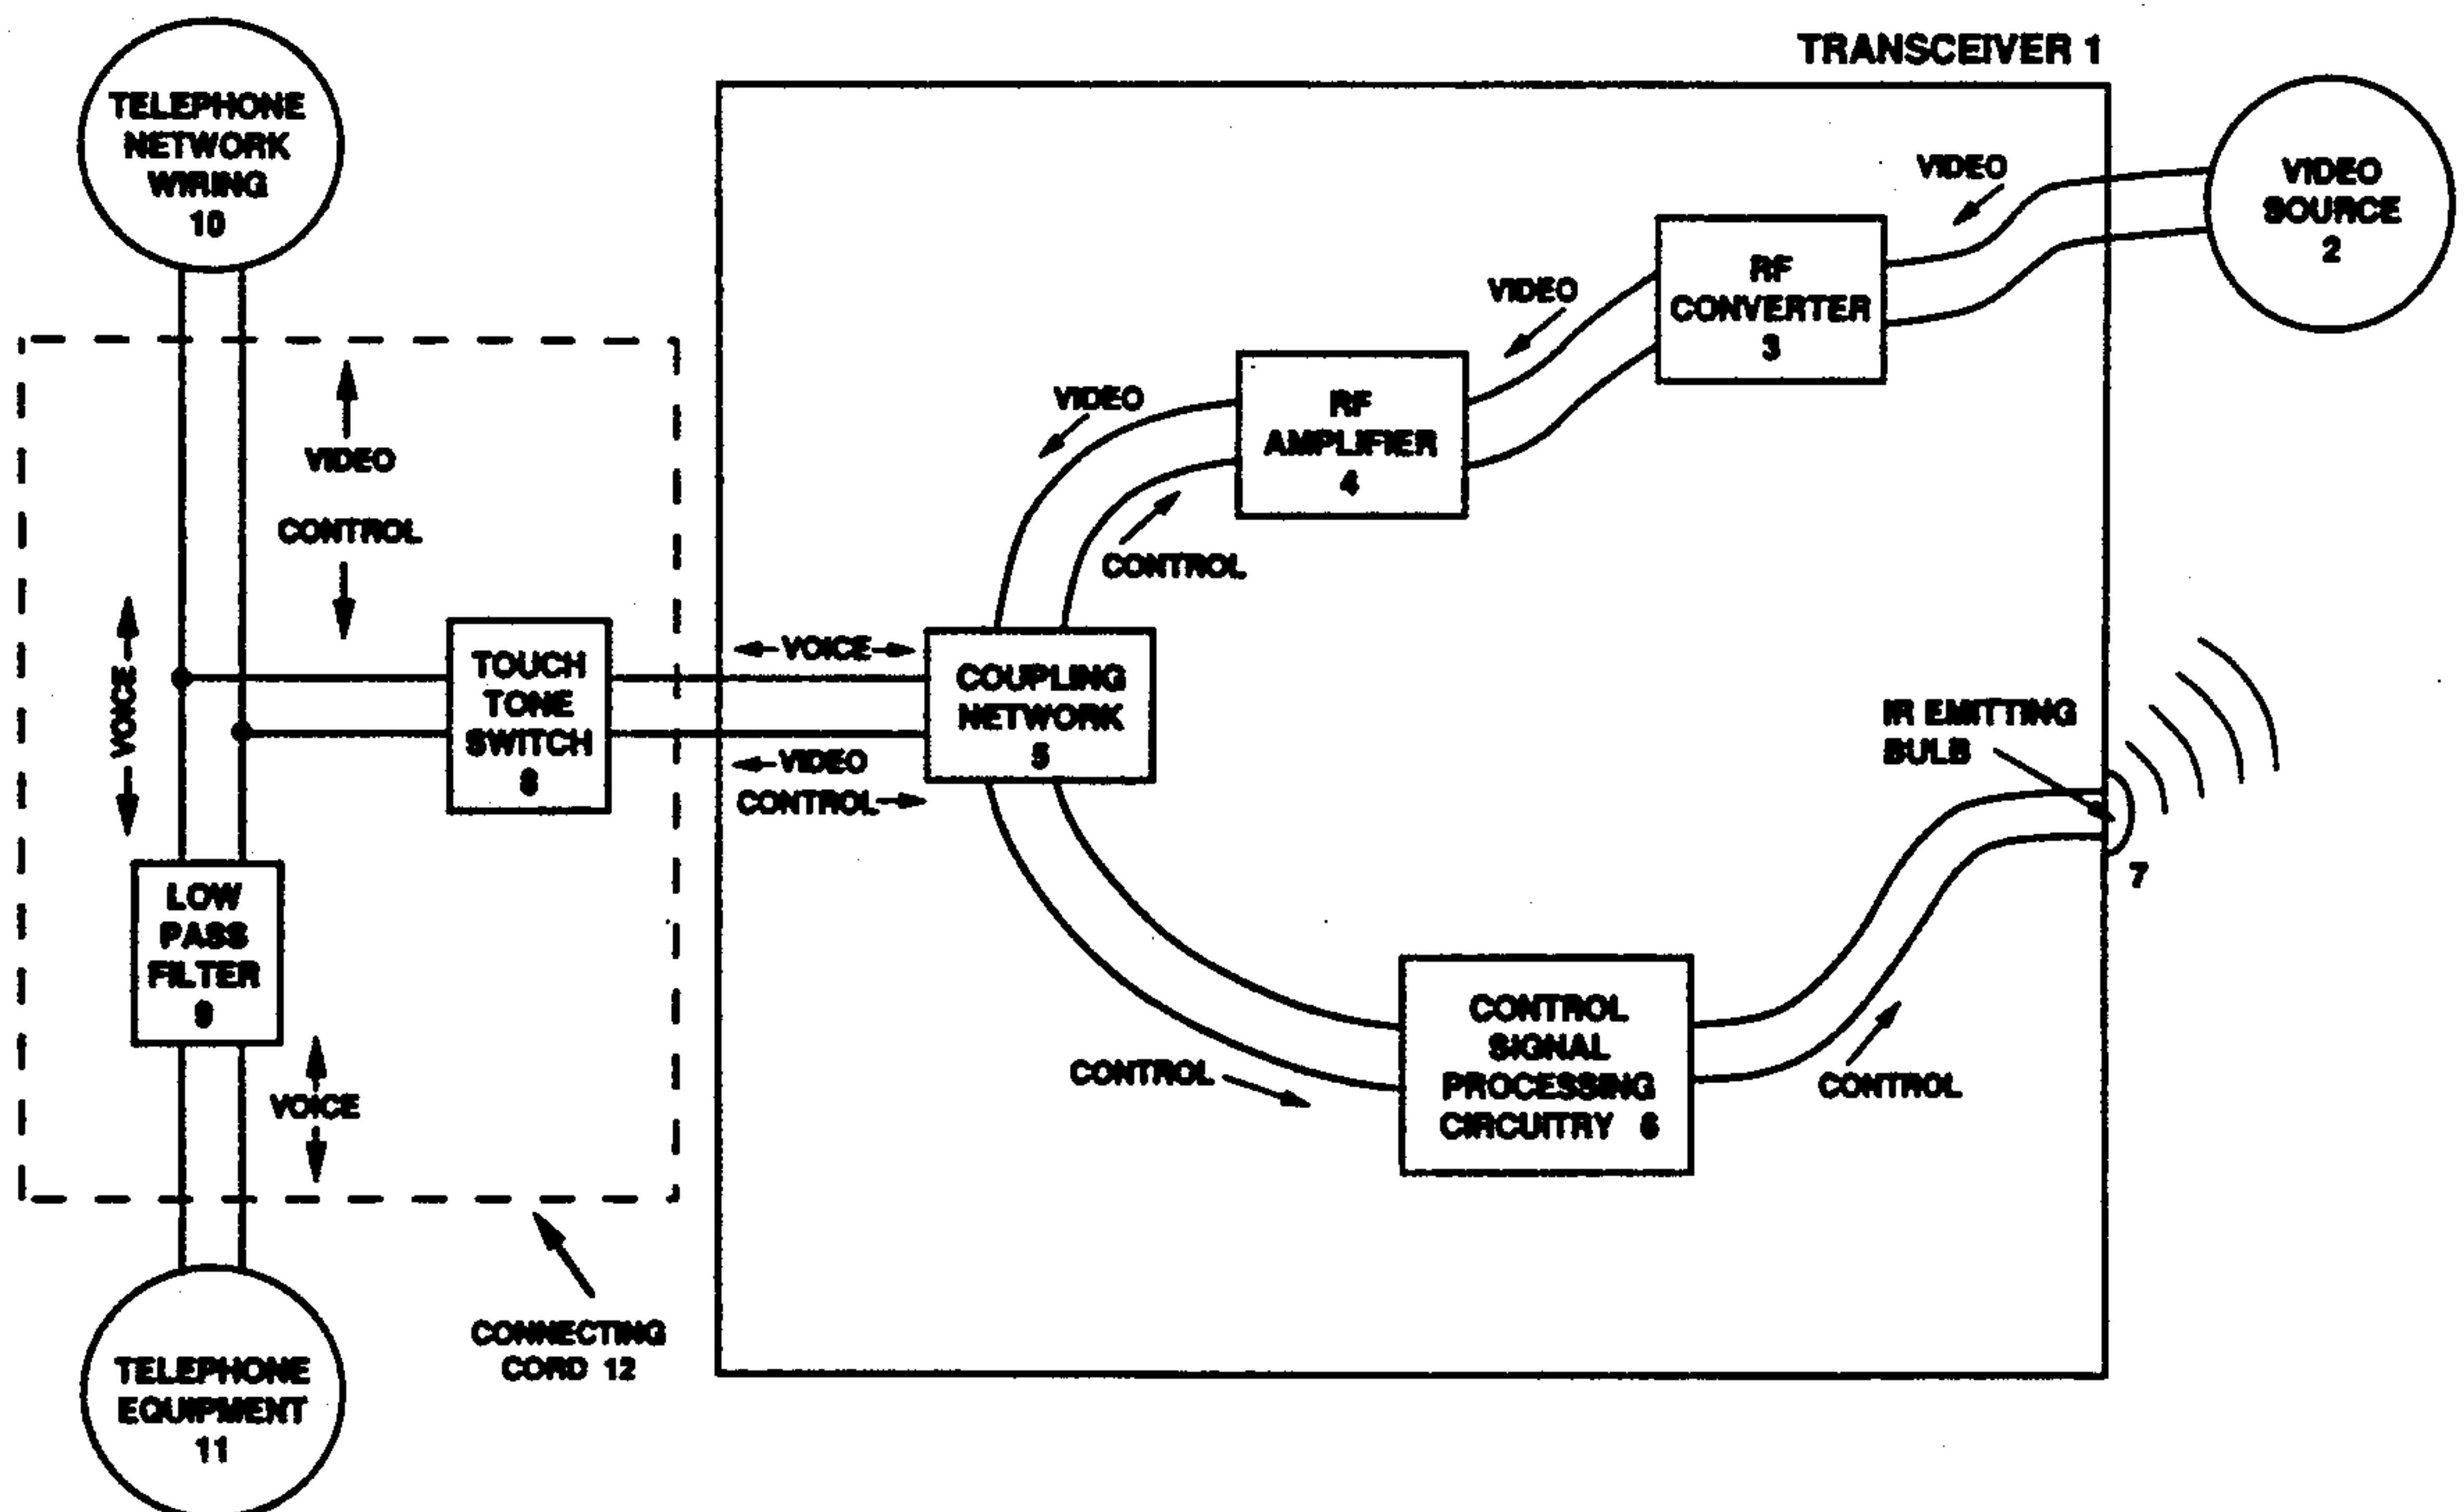 TRANSCEIVER 1
TELEPHONE
NETWORK
WIRING
10
VIDEO
SOURCE
2
VIDEO
RF
CONVERTER
3
VIDEO
RF
AMPLIFIER
4
VIDEO
CONTROL
VIDEO
CONTROL
VOICE
TOUCH
TONE
SWITCH
8
VOICE
VIDEO
CONTROL
COUPLING
NETWORK
5
IR EMITTING
BULB
7
LOW
PASS
FILTER
9
VOICE
CONTROL
CONTROL
SIGNAL
PROCESSING
CIRCUITRY 6
CONTROL
CONNECTING
CORD 12
TELEPHONE
EQUIPMENT
11